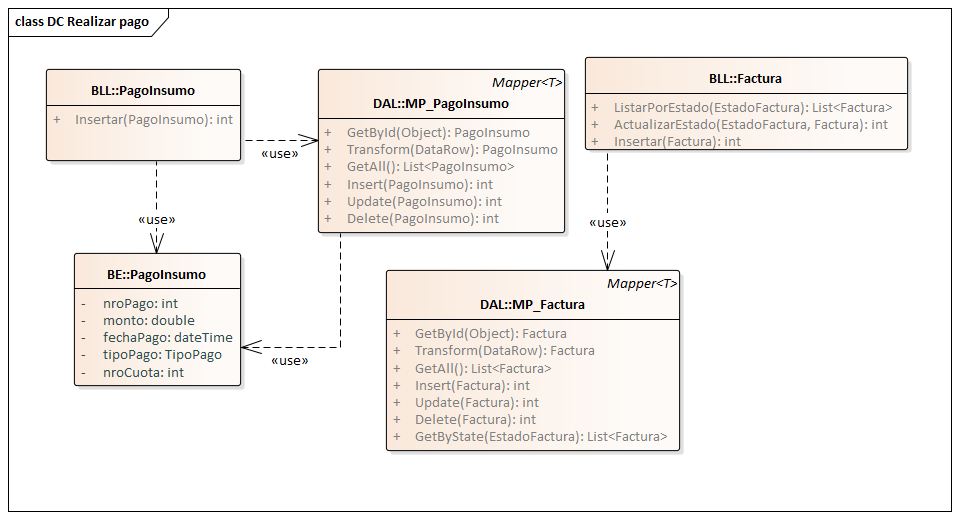 class DC Realizar pago
BLL::PagoInsumo
+ Insertar(PagoInsumo): int
«use»
«use»
Mapper<T>
DAL::MP_PagoInsumo
+ GetById(Object): PagoInsumo
+ Transform(DataRow): PagoInsumo
+ GetAll(): List<PagoInsumo>
+ Insert(PagoInsumo): int
+ Update(PagoInsumo): int
+ Delete(PagoInsumo): int
BLL::Factura
+ ListarPorEstado(EstadoFactura): List<Factura>
+ ActualizarEstado(EstadoFactura, Factura): int
+ Insertar(Factura): int
«use»
BE::PagoInsumo
- nroPago: int
- monto: double
- fechaPago: dateTime
- tipoPago: TipoPago
- nroCuota: int
«use»
Mapper<T>
DAL::MP_Factura
+ GetById(Object): Factura
+ Transform(DataRow): Factura
+ GetAll(): List<Factura>
+ Insert(Factura): int
+ Update(Factura): int
+ Delete(Factura): int
+ GetByState(EstadoFactura): List<Factura>